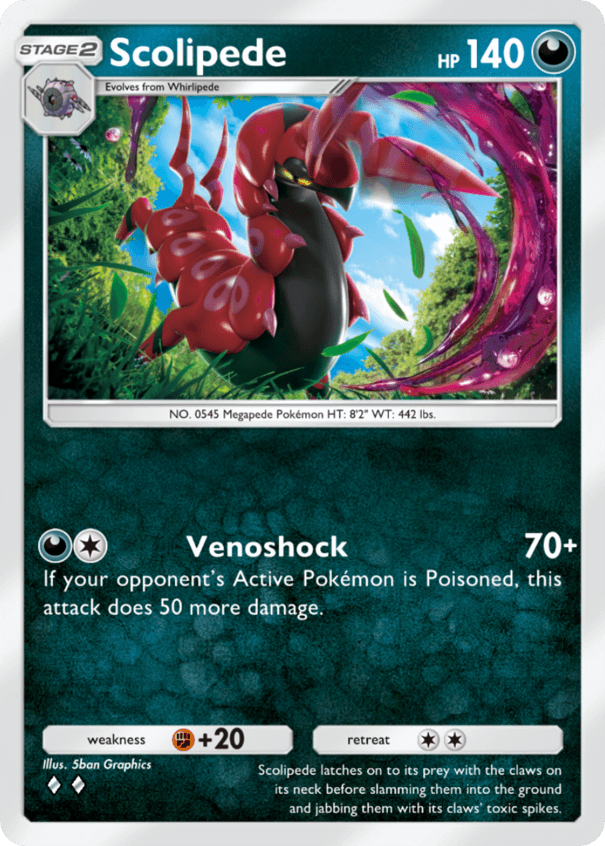 STAGE2 Scolipede HP 140
Evolves from Whirlipede
NO. 0545 Megapede Pokémon HT: 8'2" WT: 442 lbs.
Venoshock 70+
If your opponent's Active Pokémon is Poisoned, this
attack does 50 more damage.
weakness +20 retreat
Illus. 5ban Graphics
Scolipede latches on to its prey with the claws on
its neck before slamming them into the ground
and jabbing them with its claws' toxic spikes.